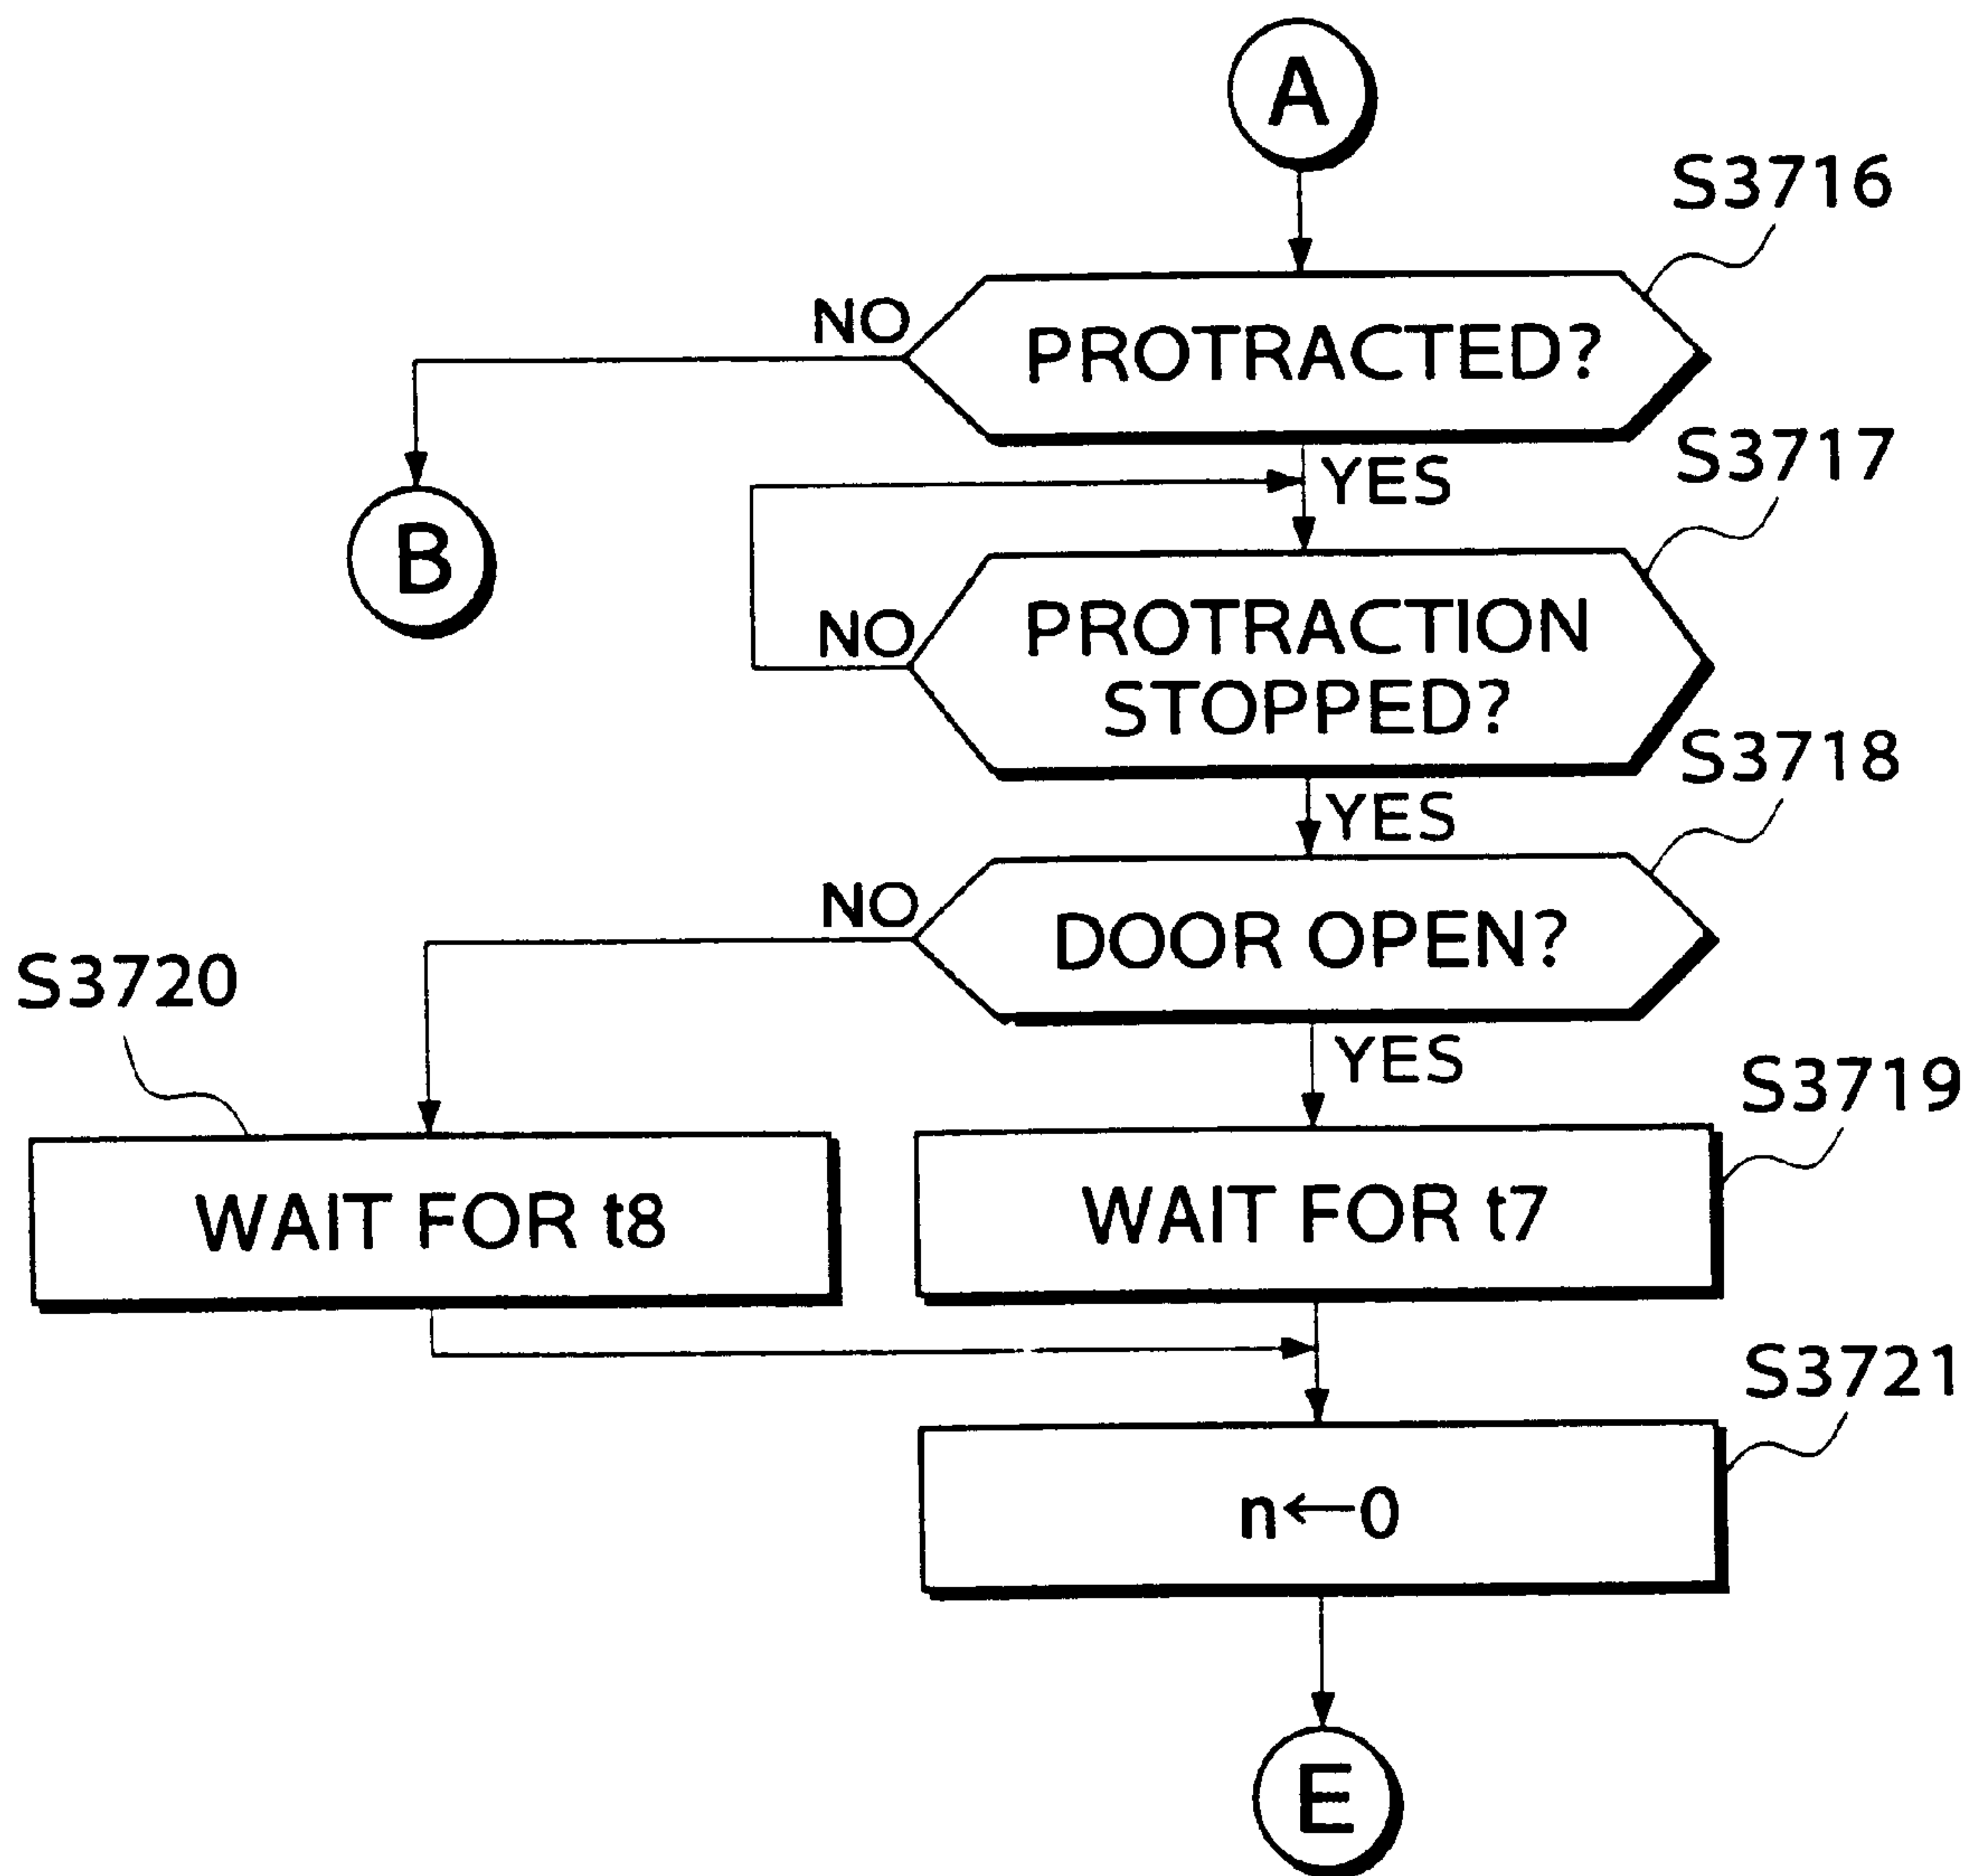 A
S3716
NO
PROTRACTED?
S3717
YES
B
NO
PROTRACTION
STOPPED?
S3718
YES
NO
DOOR OPEN?
S3720
YES
S3719
WAIT FOR t8
WAIT FOR t7
S3721
n←0
E